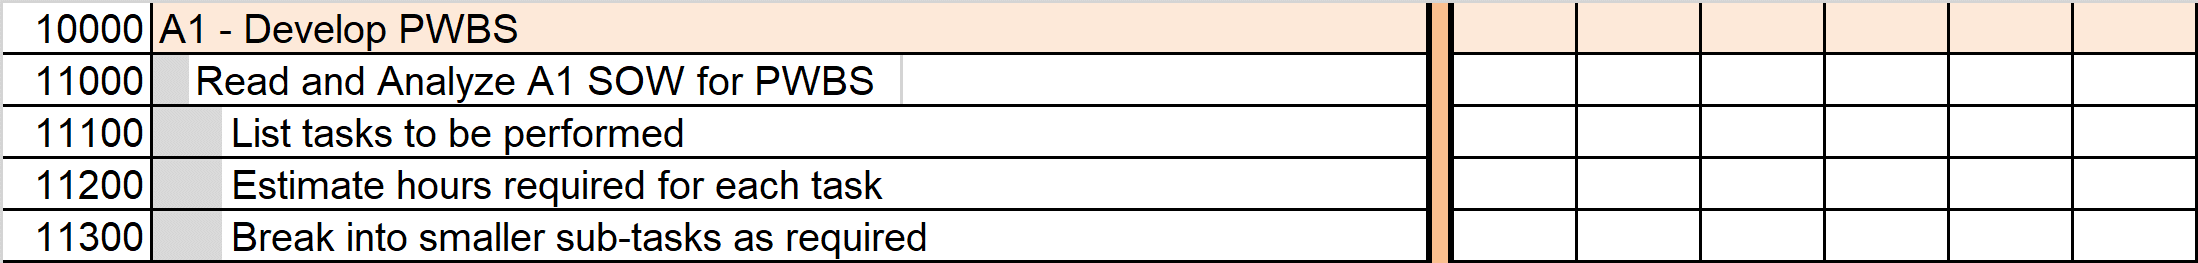 10000 A1 - Develop PWBS
11000 Read and Analyze A1 SOW for PWBS
11100 List tasks to be performed
11200 Estimate hours required for each task
11300 Break into smaller sub-tasks as required